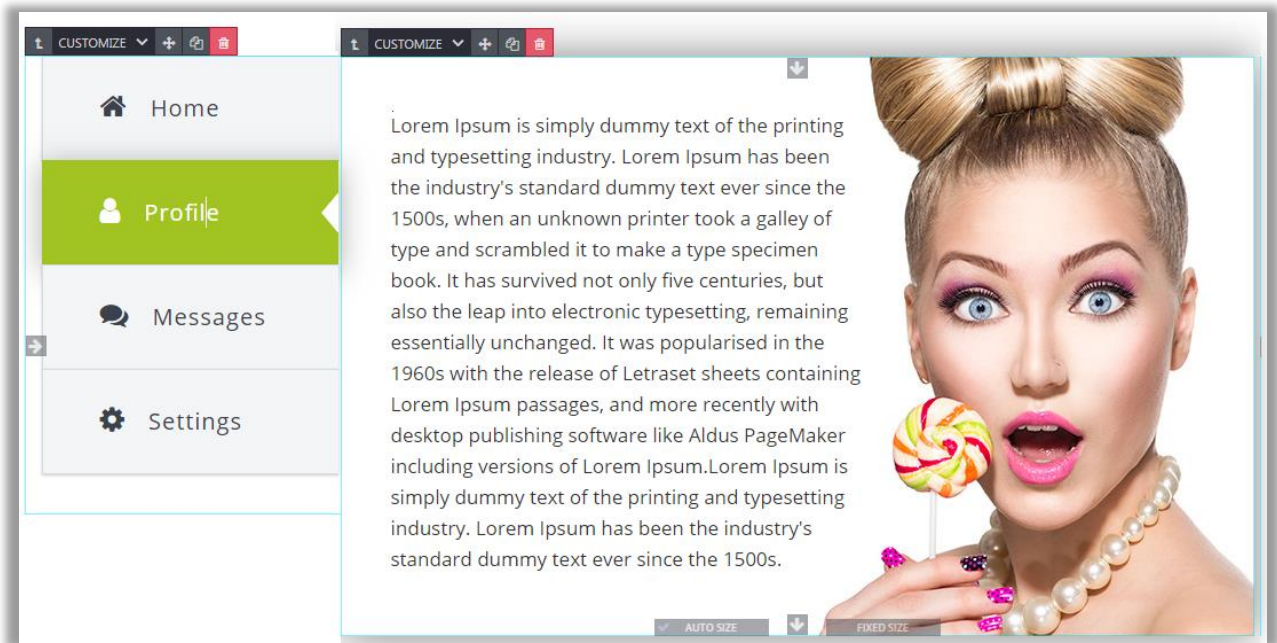 CUSTOMIZE
CUSTOMIZE
Home
Profile
Messages
Settings
Lorem Ipsum is simply dummy text of the printing
and typesetting industry. Lorem Ipsum has been
the industry's standard dummy text ever since the
1500s, when an unknown printer took a galley of
type and scrambled it to make a type specimen
book. It has survived not only five centuries, but
also the leap into electronic typesetting, remaining
essentially unchanged. It was popularised in the
1960s with the release of Letraset sheets containing
Lorem Ipsum passages, and more recently with
desktop publishing software like Aldus PageMaker
including versions of Lorem Ipsum.Lorem Ipsum is
simply dummy text of the printing and typesetting
industry. Lorem Ipsum has been the industry's
standard dummy text ever since the 1500s.
AUTO SIZE
FIXED SIZE